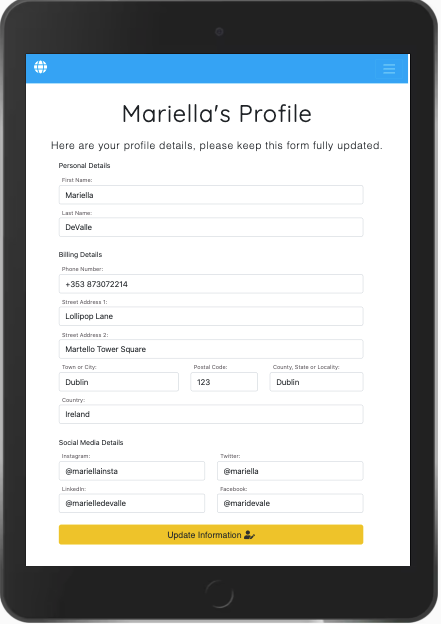 Mariella's Profile
Here are your profile details, please keep this form fully updated.
Personal Details
First Name:
Mariella
Last Name:
DeValle
Billing Details
Phone Number:
+353 873072214
Street Address 1:
Lollipop Lane
Street Address 2:
Martello Tower Square
Town or City: Postal Code: County, State or Locality:
Dublin 123 Dublin
Country:
Ireland
Social Media Details
Instagram: Twitter:
@mariellainsta @mariella
LinkedIn: Facebook:
@marielledevalle @maridevale
Update Information